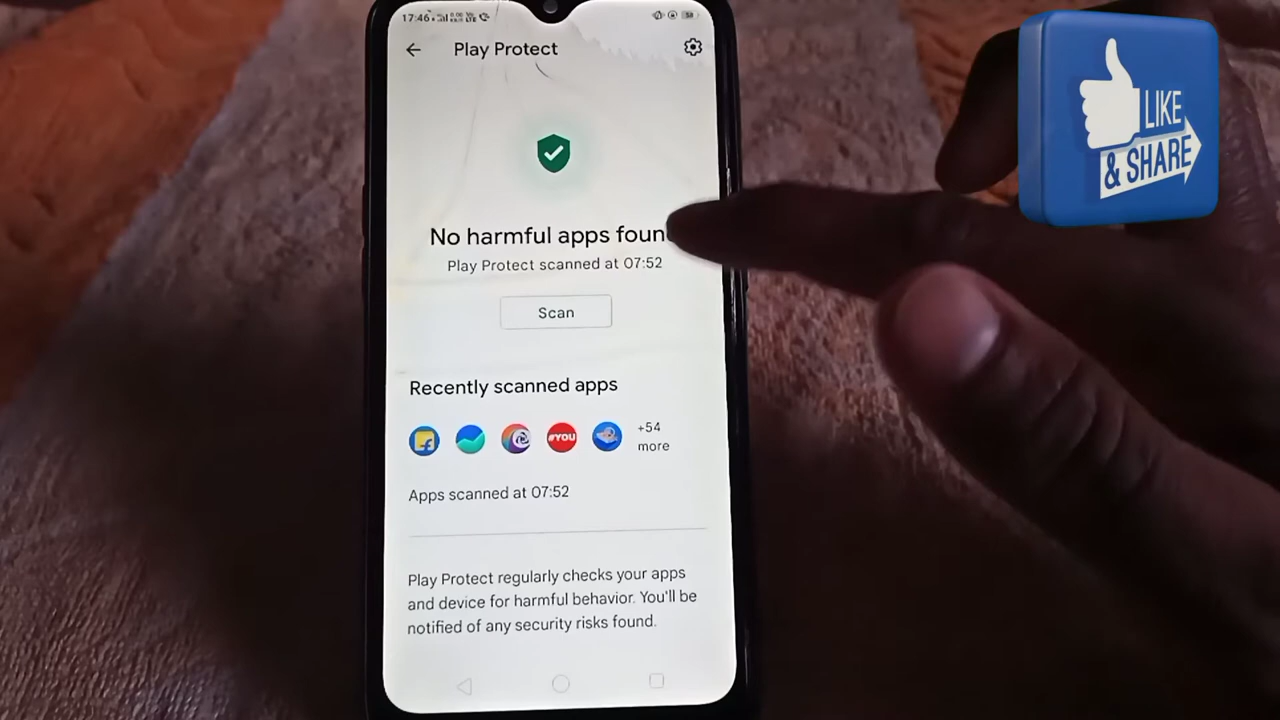 17:46
Play Protect
No harmful apps foun
Play Protect scanned at 07:52
Scan
Recently scanned apps
#YOU
+54
more
Apps scanned at 07:52
Play Protect regularly checks your apps
and device for harmful behavior. You'll be
notified of any security risks found.
LIKE
& SHARE